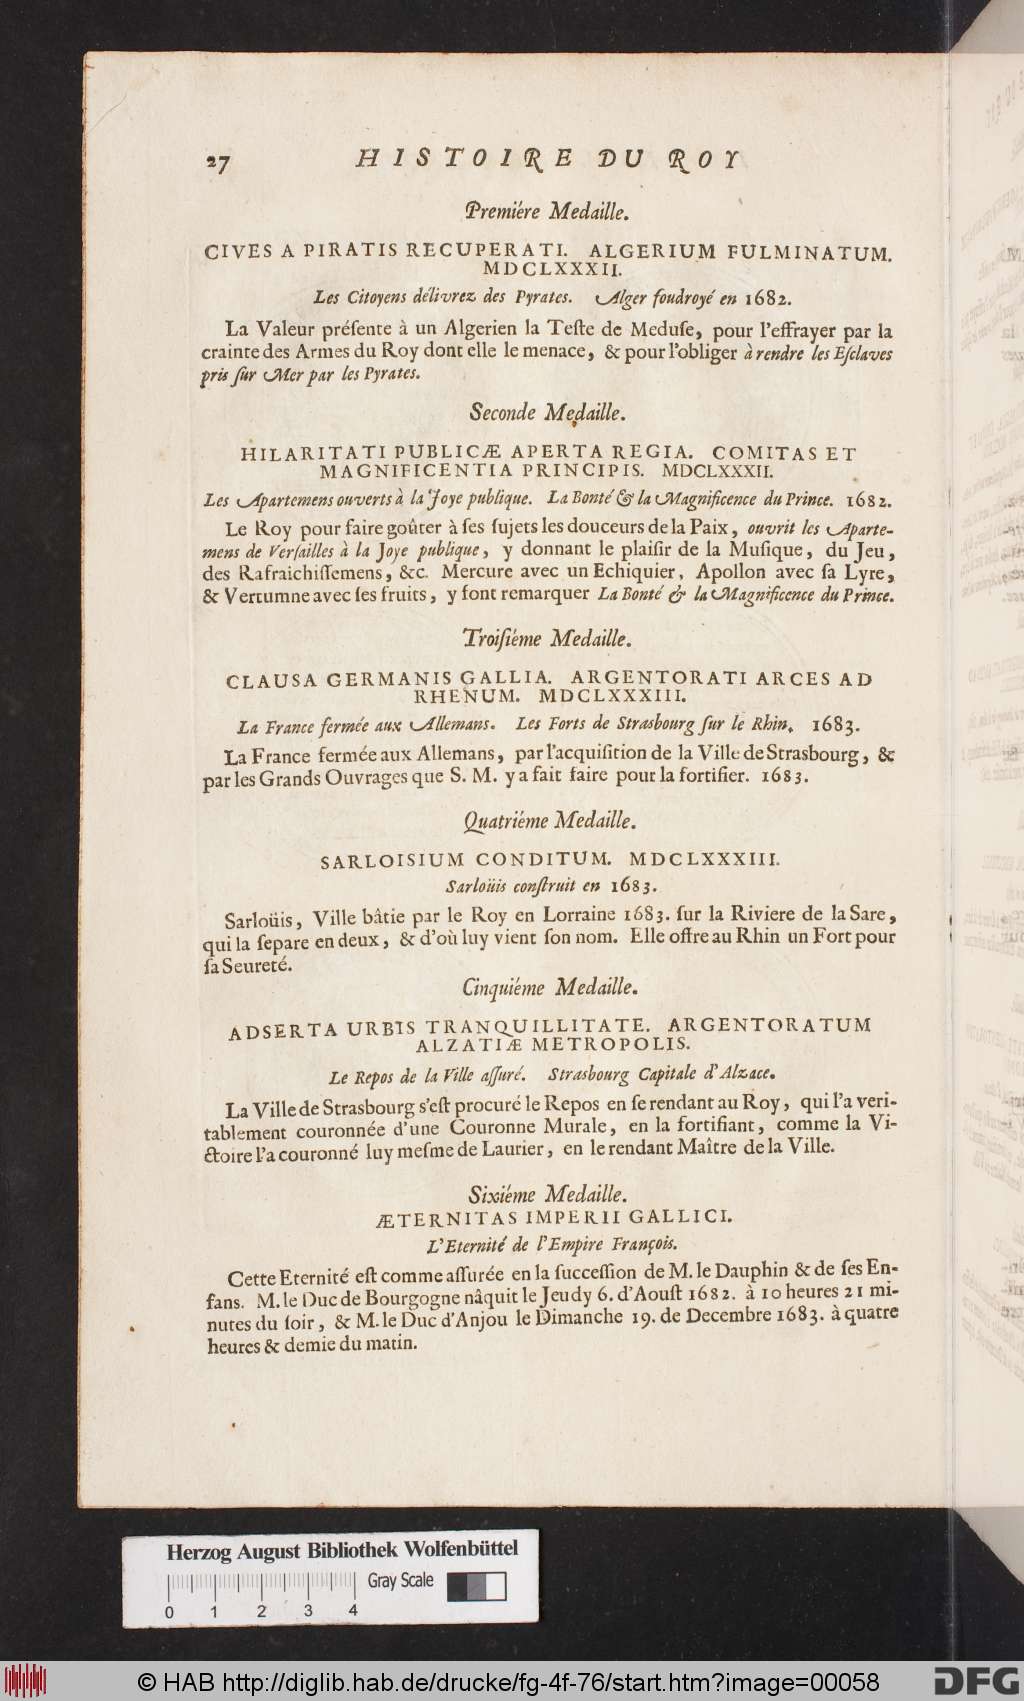 27 HISTOIRE DU ROY
Premiére Medaille.
CIVES A PIRATIS RECUPERATI. ALGERIUM FULMINATUM.
MDCLXXXII.
Les Citoyens délivrez des Pyrates. Alger foudroyé en 1682.
La Valeur préſente à un Algerien la Teſte de Meduſe, pour l'effrayer par la
crainte des Armes du Roy dont elle le menace, & pour l'obliger à rendre les Eſclaves
pris ſur Mer par les Pyrates.
Seconde Medaille.
HILARITATI PUBLICÆ APERTA REGIA. COMITAS ET
MAGNIFICENTIA PRINCIPIS. MDCLXXXII.
Les Apartemens ouverts à la Joye publique. La Bonté & la Magnificence du Prince. 1682.
Le Roy pour faire goûter à ſes ſujets les douceurs de la Paix, ouvrit les Aparte-
mens de Verſailles à la Joye publique, y donnant le plaiſir de la Muſique, du Jeu,
des Rafraichiſſemens, &c. Mercure avec un Echiquier, Apollon avec ſa Lyre,
& Vertumne avec ſes fruits, y font remarquer La Bonté & la Magnificence du Prince.
Troiſiéme Medaille.
CLAUSA GERMANIS GALLIA. ARGENTORATI ARCES AD
RHENUM. MDCLXXXIII.
La France fermée aux Allemans. Les Forts de Strasbourg ſur le Rhin, 1683.
La France fermée aux Allemans, par l'acquiſition de la Ville de Strasbourg, &
par les Grands Ouvrages que S. M. y a fait faire pour la fortifier. 1683.
Quatriéme Medaille.
SARLOISIUM CONDITUM. MDCLXXXIII.
Sarloüis conſtruit en 1683.
Sarloüis, Ville bâtie par le Roy en Lorraine 1683. ſur la Riviere de la Sare,
qui la ſepare en deux, & d'où luy vient ſon nom. Elle offre au Rhin un Fort pour
ſa Seureté.
Cinquiéme Medaille.
ADSERTA URBIS TRANQUILLITATE. ARGENTORATUM
ALZATIÆ METROPOLIS.
Le Repos de la Ville aſſuré. Strasbourg Capitale d'Alzace.
La Ville de Strasbourg s'eſt procuré le Repos en ſe rendant au Roy, qui l'a veri-
tablement couronnée d'une Couronne Murale, en la fortifiant, comme la Vi-
ctoire l'a couronné luy meſme de Laurier, en le rendant Maître de la Ville.
Sixiéme Medaille.
ÆTERNITAS IMPERII GALLICI.
L'Eternité de l'Empire François.
Cette Eternité eſt comme aſſurée en la ſucceſſion de M. le Dauphin & de ſes En-
fans. M. le Duc de Bourgogne nâquit le Jeudy 6. d'Aouſt 1682. à 10 heures 21 mi-
nutes du ſoir, & M. le Duc d'Anjou le Dimanche 19. de Decembre 1683. à quatre
heures & demie du matin.
Herzog August Bibliothek Wolfenbüttel
Gray Scale
0 1 2 3 4
© HAB http://diglib.hab.de/drucke/fg-4f-76/start.htm?image=00058
DFG